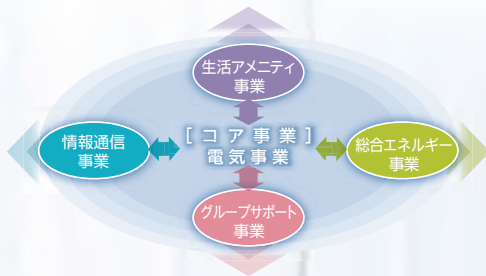 生活アメニティ
事業
情報通信
事業
[コア事業]
電気事業
総合エネルギー
事業
グループサポート
事業